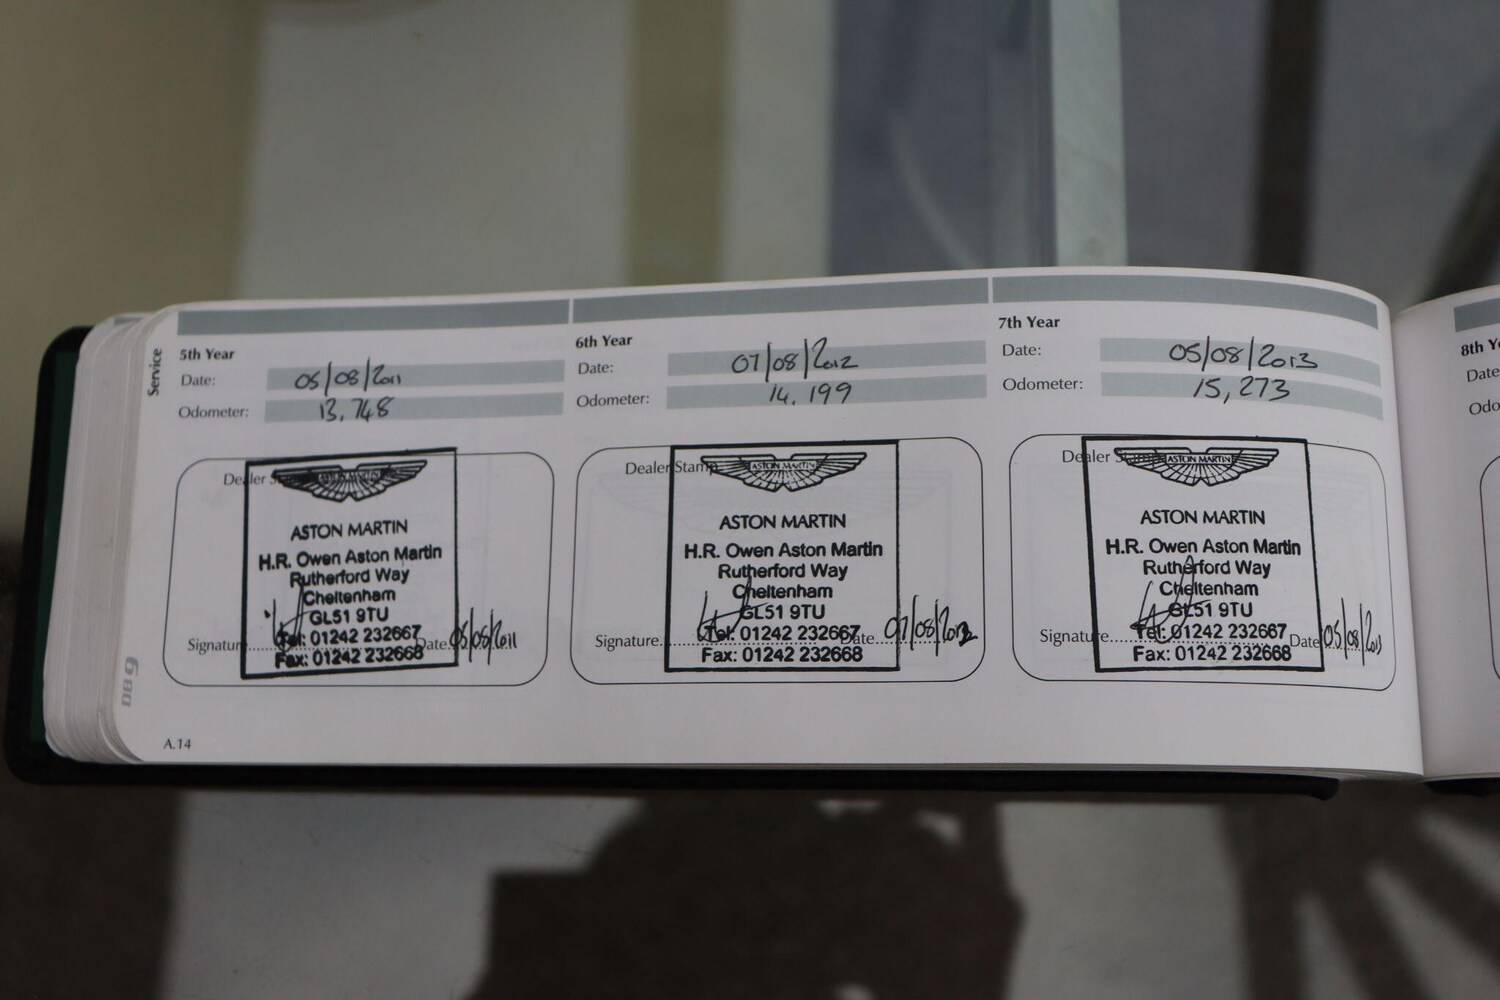 Service
DB9
5th Year
Date: 05/08/2011
Odometer: 13,748
Dealer
ASTON MARTIN
ASTON MARTIN
H.R. Owen Aston Martin
Rutherford Way
Cheltenham
GL51 9TU
Tel: 01242 232667
Fax: 01242 232668
Signature Date 05/08/2011
6th Year
Date: 07/08/2012
Odometer: 14,199
Dealer Stamp
ASTON MARTIN
ASTON MARTIN
H.R. Owen Aston Martin
Rutherford Way
Cheltenham
GL51 9TU
Tel: 01242 232667
Fax: 01242 232668
Signature Date 07/08/2012
7th Year
Date: 05/08/2013
Odometer: 15,273
Dealer Stamp
ASTON MARTIN
ASTON MARTIN
H.R. Owen Aston Martin
Rutherford Way
Cheltenham
GL51 9TU
Tel: 01242 232667
Fax: 01242 232668
Signature Date 05/08/2013
A.14
8th
Date